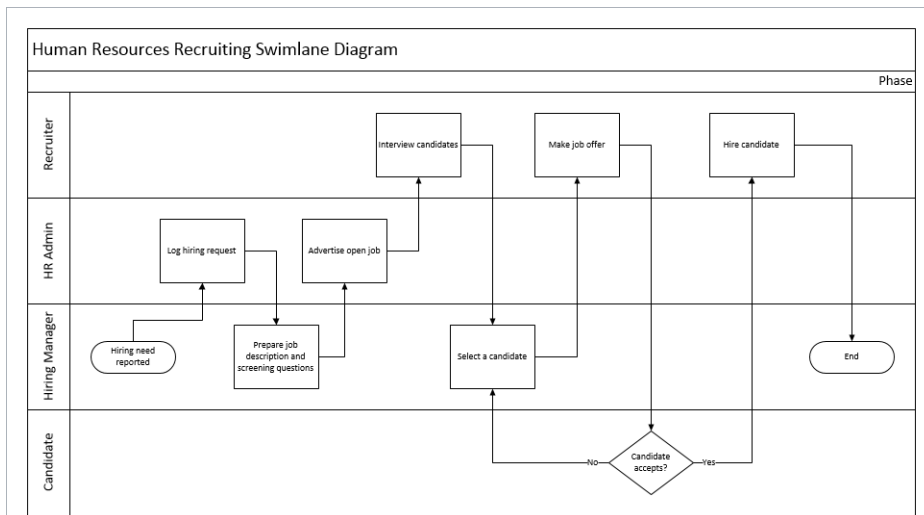 Human Resources Recruiting Swimlane Diagram
Phase
Recruiter
Interview candidates
Make job offer
Hire candidate
HR Admin
Log hiring request
Advertise open job
Hiring Manager
Hiring need
reported
Prepare job
description and
screening questions
Select a candidate
End
Candidate
No
Candidate
accepts?
Yes